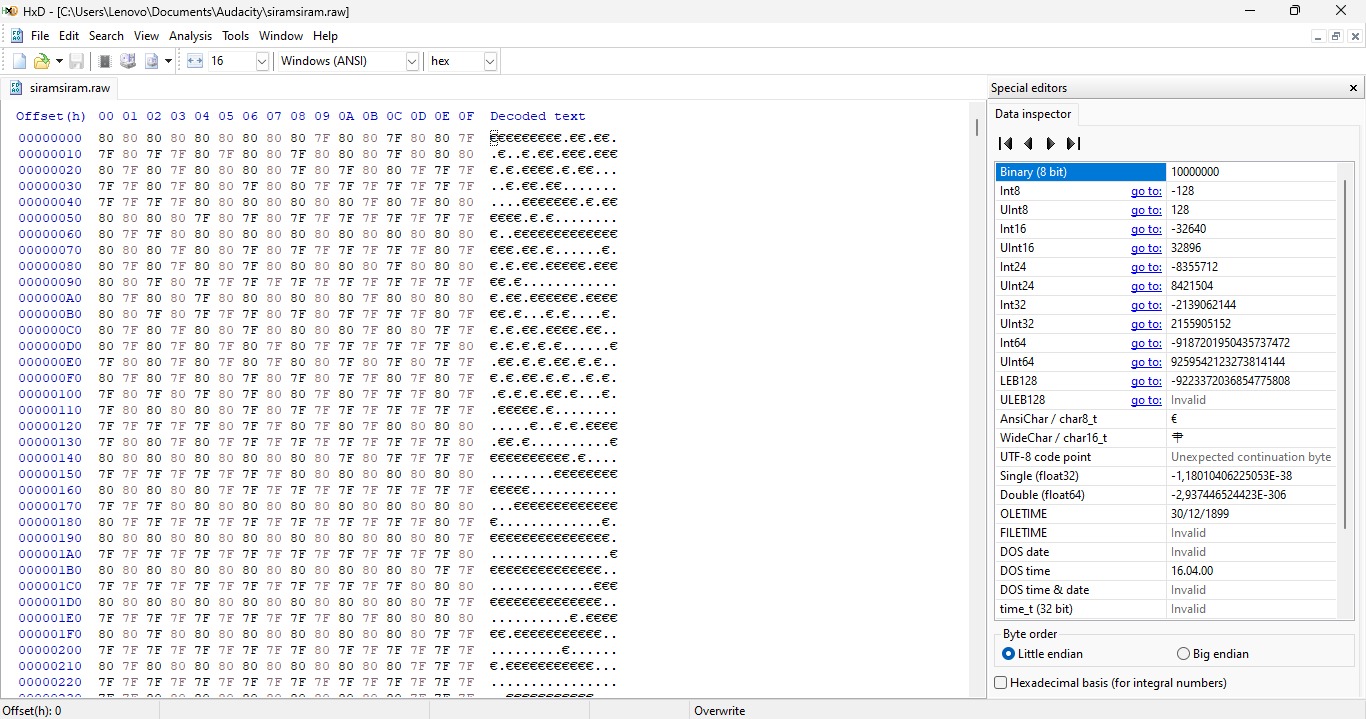 HxD - [C:\Users\Lenovo\Documents\Audacity\siramsiram.raw]
File Edit Search View Analysis Tools Window Help
16 Windows (ANSI) hex
siramsiram.raw
Offset(h) 00 01 02 03 04 05 06 07 08 09 0A 0B 0C 0D 0E 0F Decoded text
00000000 80 80 80 80 80 80 80 80 80 7F 80 80 7F 80 80 7F €€€€€€€€€.€€.€€.
00000010 7F 80 7F 7F 80 7F 80 80 7F 80 80 80 7F 80 80 80 .€..€.€€.€€€.€€€
00000020 80 7F 80 7F 80 80 80 80 7F 80 7F 80 80 7F 7F 7F €.€.€€€€.€.€€...
00000030 7F 7F 80 7F 80 80 7F 80 80 7F 7F 7F 7F 7F 7F 7F ..€.€€.€€.......
00000040 7F 7F 7F 7F 80 80 80 80 80 80 80 7F 80 7F 80 80 ....€€€€€€€.€.€€
00000050 80 80 80 80 7F 80 7F 80 7F 7F 7F 7F 7F 7F 7F 7F €€€€.€.€........
00000060 80 7F 7F 80 80 80 80 80 80 80 80 80 80 80 80 80 €..€€€€€€€€€€€€€
00000070 80 80 80 7F 80 80 7F 80 7F 7F 7F 7F 7F 7F 80 7F €€€.€€.€......€.
00000080 80 7F 80 7F 80 80 7F 80 80 80 80 80 7F 80 80 80 €.€.€€.€€€€€.€€€
00000090 80 80 7F 80 7F 7F 7F 7F 7F 7F 7F 7F 7F 7F 7F 7F €€.€............
000000A0 80 7F 80 80 7F 80 80 80 80 80 80 7F 80 80 80 80 €.€€.€€€€€€.€€€€
000000B0 80 80 7F 80 7F 7F 7F 80 7F 80 7F 7F 7F 7F 80 7F €€.€...€.€....€.
000000C0 80 7F 80 7F 80 80 7F 80 80 80 80 7F 80 80 7F 7F €.€.€€.€€€€.€€..
000000D0 80 7F 80 7F 80 7F 80 7F 80 7F 7F 7F 7F 7F 7F 80 €.€.€.€.€......€
000000E0 7F 80 80 7F 80 80 7F 80 80 80 7F 80 7F 80 7F 7F .€€.€€.€€€.€.€..
000000F0 80 7F 80 7F 80 80 7F 80 7F 80 7F 7F 80 7F 80 7F €.€.€€.€.€..€.€.
00000100 7F 80 7F 80 7F 80 7F 80 80 7F 80 7F 7F 7F 80 7F .€.€.€.€€.€...€.
00000110 7F 80 80 80 80 80 7F 80 7F 7F 7F 7F 7F 7F 7F 7F .€€€€€.€........
00000120 7F 7F 7F 7F 7F 80 7F 7F 80 7F 80 7F 80 80 80 80 .....€..€.€.€€€€
00000130 7F 80 80 7F 80 7F 7F 7F 7F 7F 7F 7F 7F 7F 7F 80 .€€.€..........€
00000140 80 80 80 80 80 80 80 80 80 80 7F 80 7F 7F 7F 7F €€€€€€€€€€.€....
00000150 7F 7F 7F 7F 7F 7F 7F 7F 80 80 80 80 80 80 80 80 ........€€€€€€€€
00000160 80 80 80 80 80 7F 7F 7F 7F 7F 7F 7F 7F 7F 7F 7F €€€€€...........
00000170 7F 7F 7F 80 80 80 80 80 80 80 80 80 80 80 80 80 ...€€€€€€€€€€€€€
00000180 80 7F 7F 7F 7F 7F 7F 7F 7F 7F 7F 7F 7F 7F 80 7F €.............€.
00000190 80 80 80 80 80 80 80 80 80 80 80 80 80 80 80 7F €€€€€€€€€€€€€€€.
000001A0 7F 7F 7F 7F 7F 7F 7F 7F 7F 7F 7F 7F 7F 7F 7F 80 ...............€
000001B0 80 80 80 80 80 80 80 80 80 80 80 80 80 80 7F 7F €€€€€€€€€€€€€€..
000001C0 7F 7F 7F 7F 7F 7F 7F 7F 7F 7F 7F 7F 7F 80 80 80 .............€€€
000001D0 80 80 80 80 80 80 80 80 80 80 80 80 80 80 7F 7F €€€€€€€€€€€€€€..
000001E0 7F 7F 7F 7F 7F 7F 7F 7F 7F 7F 80 7F 80 80 80 80 ..........€.€€€€
000001F0 80 80 7F 80 80 80 80 80 80 80 80 80 80 80 7F 7F €€.€€€€€€€€€€€..
00000200 7F 7F 7F 7F 7F 7F 7F 7F 7F 80 7F 7F 7F 7F 7F 7F .........€......
00000210 80 7F 80 80 80 80 80 80 80 80 80 80 80 7F 7F 7F €.€€€€€€€€€€€...
00000220 7F 7F 7F 7F 7F 7F 7F 7F 7F 7F 7F 7F 7F 7F 7F 7F ................
Special editors
Data inspector
Binary (8 bit) 10000000
Int8 go to: -128
UInt8 go to: 128
Int16 go to: -32640
UInt16 go to: 32896
Int24 go to: -8355712
UInt24 go to: 8421504
Int32 go to: -2139062144
UInt32 go to: 2155905152
Int64 go to: -9187201950435737472
UInt64 go to: 9259542123273814144
LEB128 go to: -9223372036854775808
ULEB128 go to: Invalid
AnsiChar / char8_t €
WideChar / char16_t
UTF-8 code point Unexpected continuation byte
Single (float32) -1,18010406225053E-38
Double (float64) -2,937446524423E-306
OLETIME 30/12/1899
FILETIME Invalid
DOS date Invalid
DOS time 16.04.00
DOS time & date Invalid
time_t (32 bit) Invalid
Byte order
Little endian Big endian
Hexadecimal basis (for integral numbers)
Offset(h): 0 Overwrite